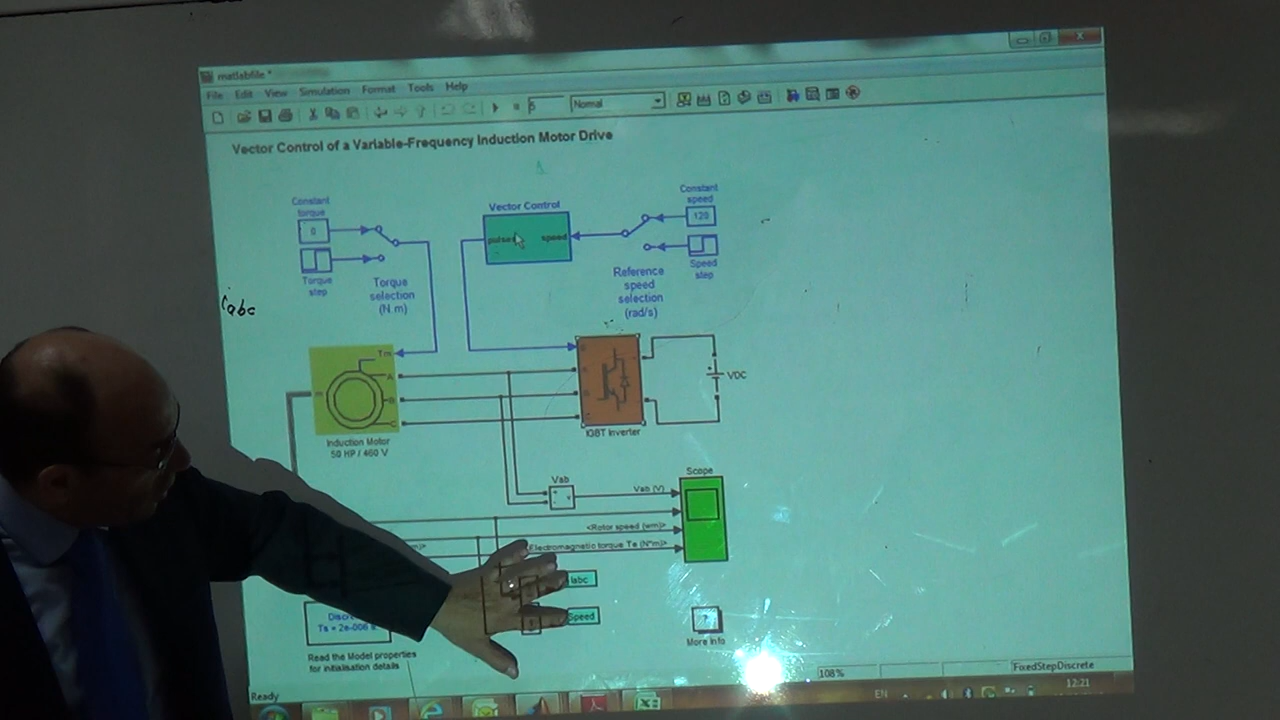 matlabfile *
File Edit View Simulation Format Tools Help
Normal
Vector Control of a Variable-Frequency Induction Motor Drive
Constant
torque
0
Torque
step
Torque
selection
(N.m)
Vector Control
pulses speed
Constant
speed
120
Speed
step
Reference
speed
selection
(rad/s)
iabc
Tm
A
B
C
Induction Motor
50 HP / 460 V
IGBT Inverter
VDC
Vab
Vab (V)
Scope
<Rotor speed (wm)>
Electromagnetic torque Te (N*m)>
Iabc
Speed
Ts = 2e-006 s
Read the Model properties
for initialisation details
?
More Info
Ready
108%
FixedStepDiscrete
EN
12:21